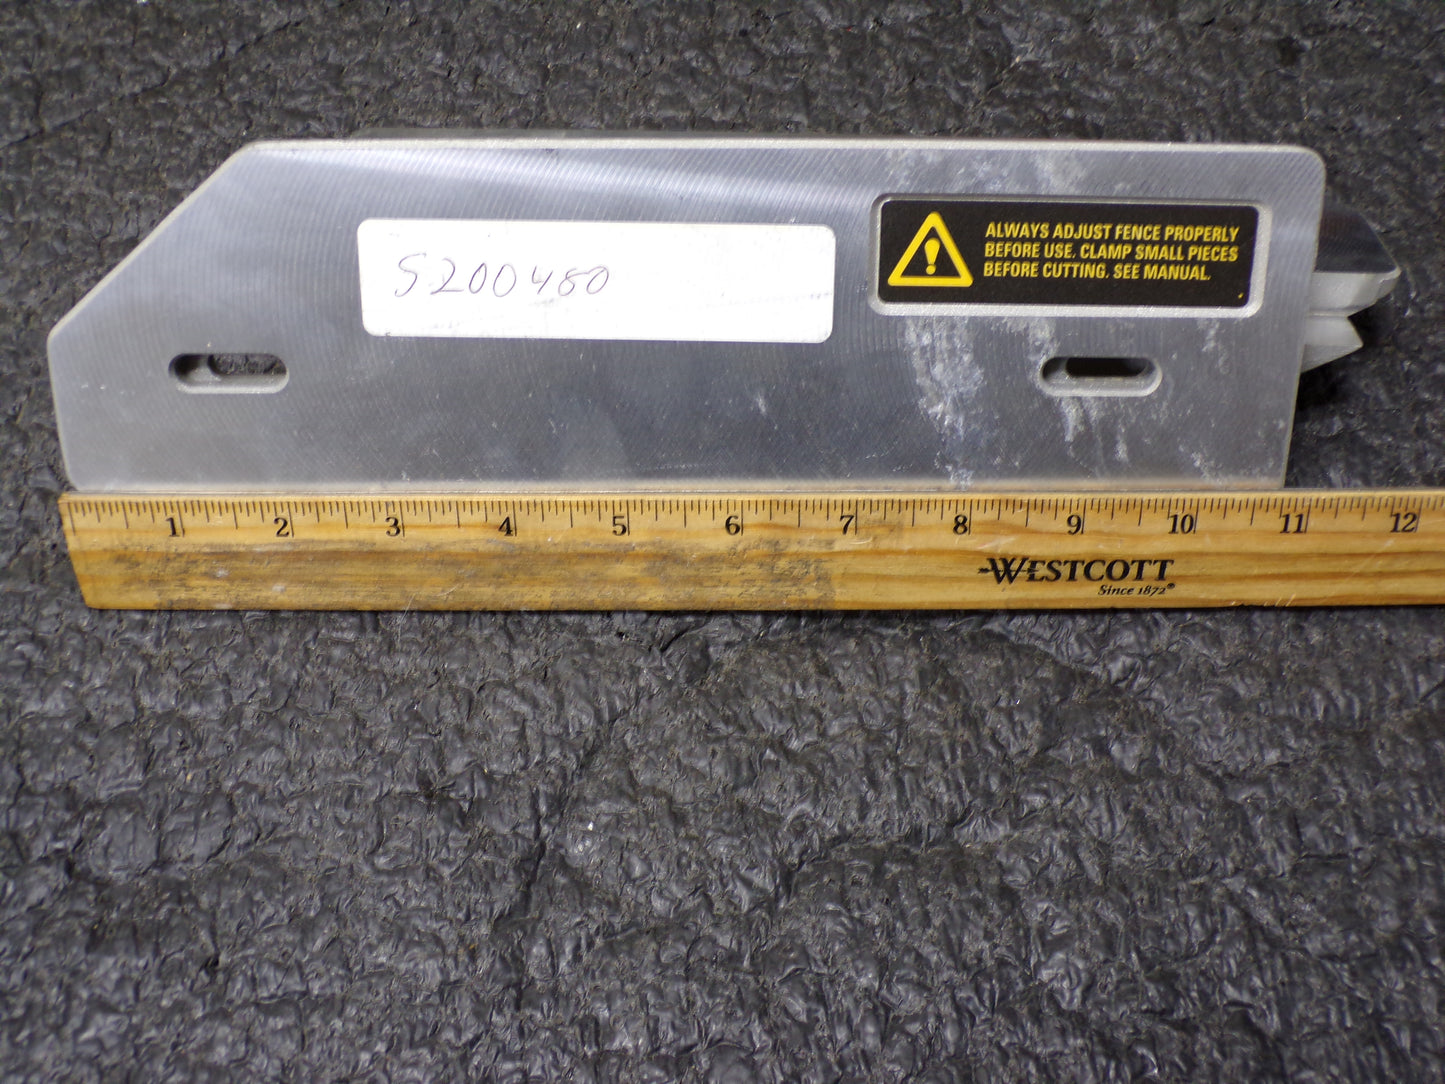 S200480
ALWAYS ADJUST FENCE PROPERLY
BEFORE USE. CLAMP SMALL PIECES
BEFORE CUTTING. SEE MANUAL.
1 2 3 4 5 6 7 8 9 10 11 12
WESTCOTT
Since 1872®